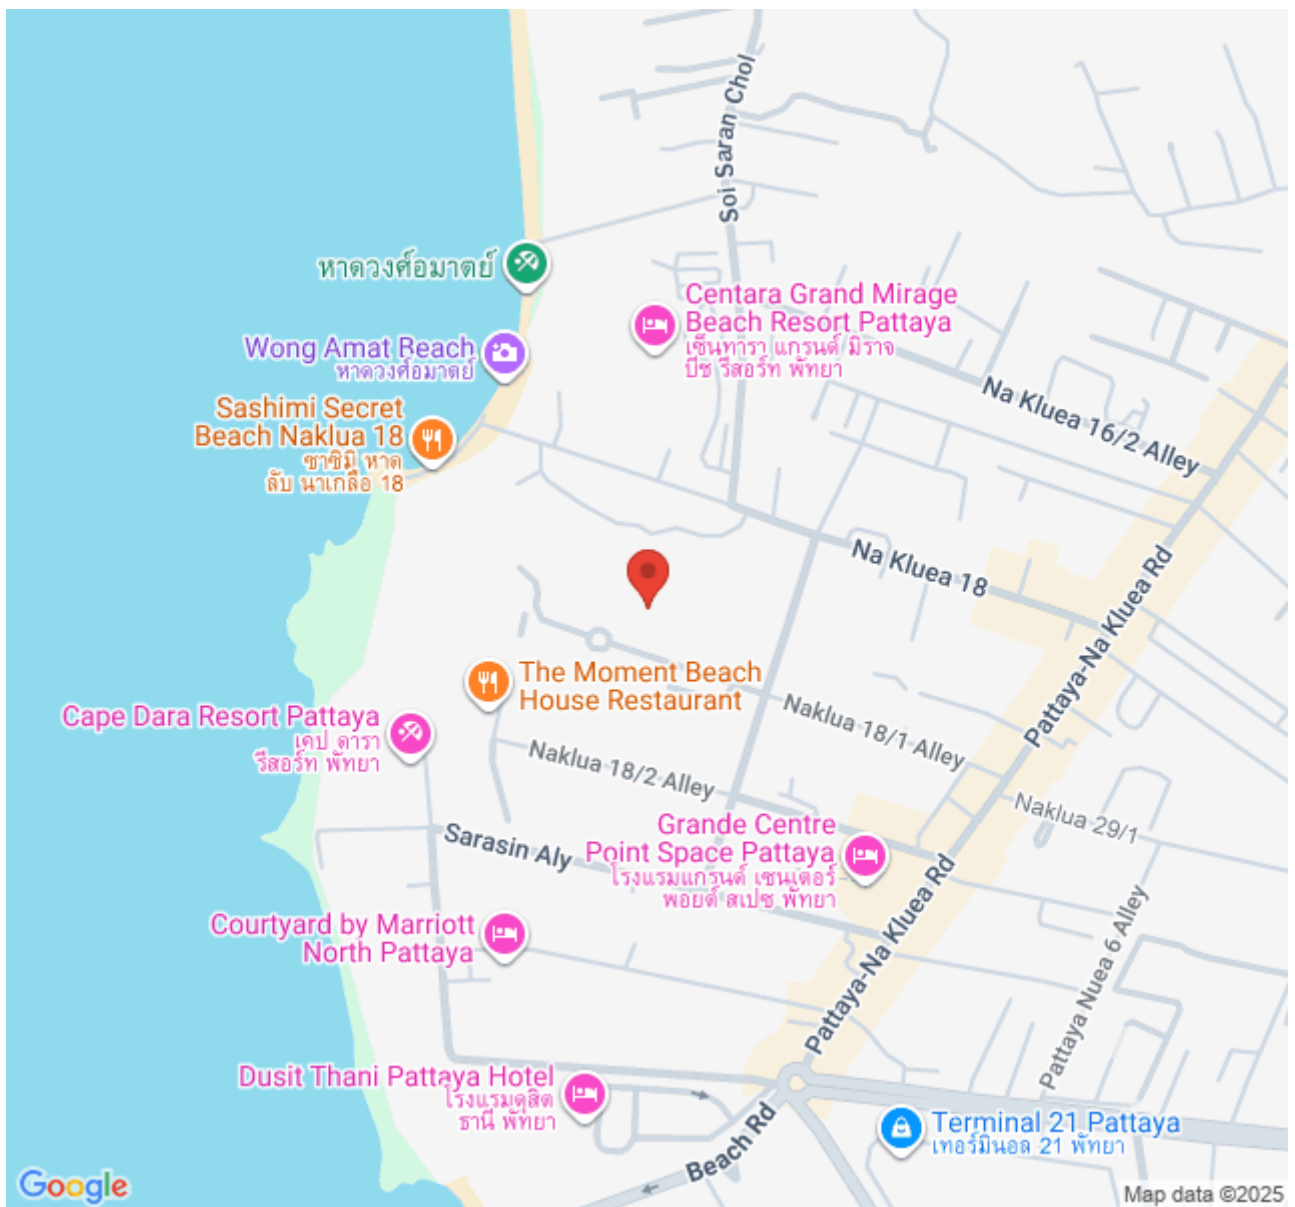 Soi Saran Chol
หาดวงศ์อมาตย์
Centara Grand Mirage
Beach Resort Pattaya
เซ็นทารา แกรนด์ มิราจ
บีช รีสอร์ท พัทยา
Wong Amat Beach
หาดวงศ์อมาตย์
Sashimi Secret
Beach Naklua 18
ซาซิมิ หาด
ลับ นาเกลือ 18
Na Kluea 16/2 Alley
Na Kluea 18
Pattaya-Na Kluea Rd
The Moment Beach
House Restaurant
Cape Dara Resort Pattaya
เคป ดารา
รีสอร์ท พัทยา
Naklua 18/1 Alley
Naklua 18/2 Alley
Naklua 29/1
Sarasin Aly
Grande Centre
Point Space Pattaya
โรงแรมแกรนด์ เซนเตอร์
พอยต์ สเปซ พัทยา
Courtyard by Marriott
North Pattaya
Pattaya-Na Kluea Rd
Pattaya Nuea 6 Alley
Dusit Thani Pattaya Hotel
โรงแรมดุสิต
ธานี พัทยา
Beach Rd
Terminal 21 Pattaya
เทอร์มินอล 21 พัทยา
Google
Map data ©2025